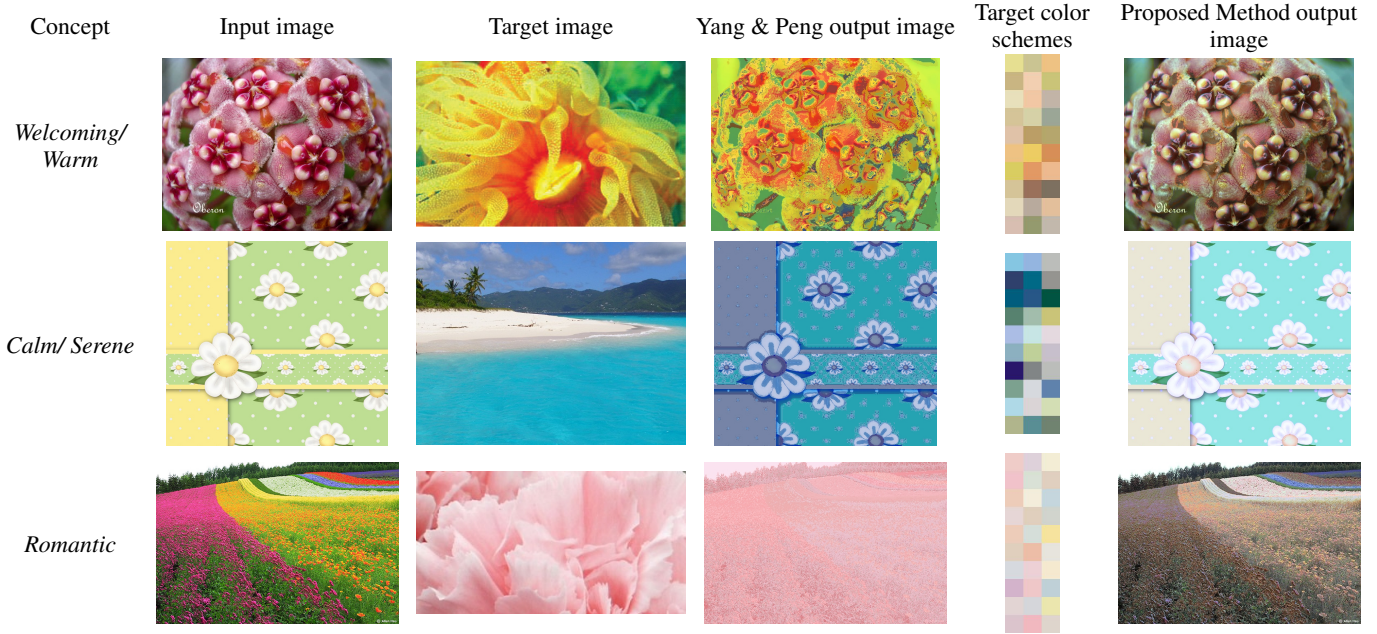 Concept
Input image
Target image
Yang & Peng output image
Target color
schemes
Proposed Method output
image
Welcoming/
Warm
Oberon
Oberon
Calm/ Serene
Romantic